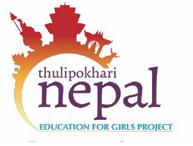 thulipokhari
nepal
EDUCATION FOR GIRLS PROJECT